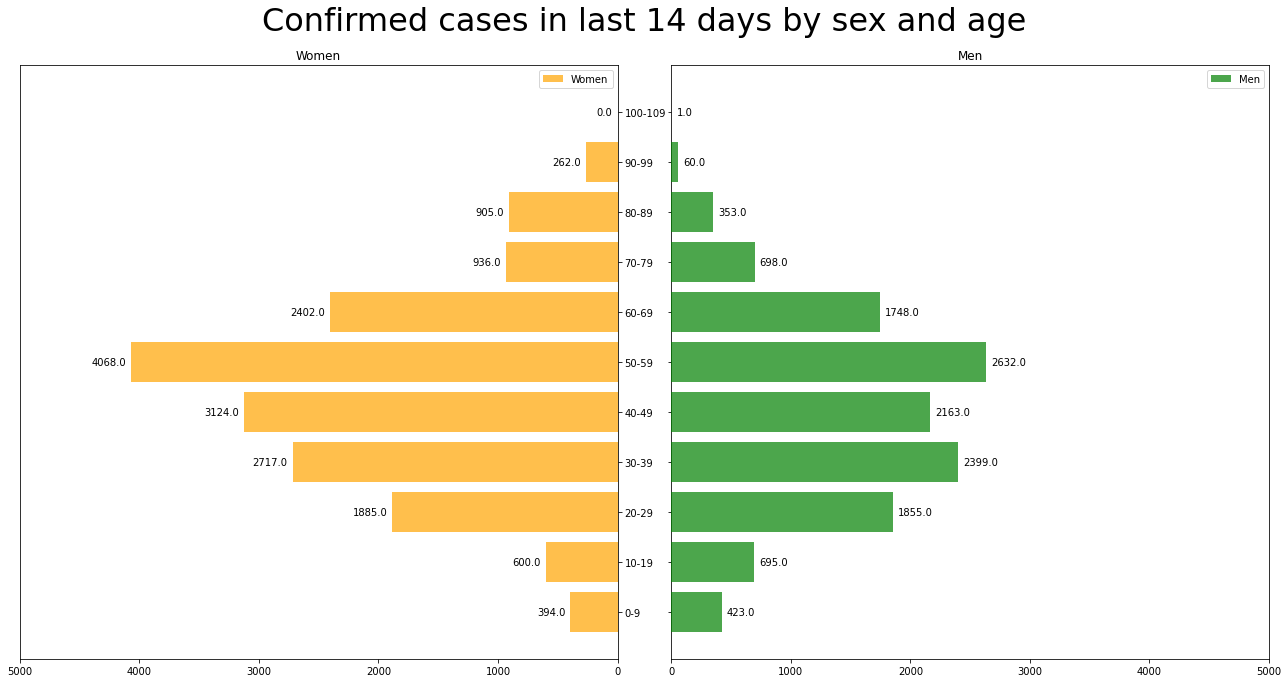 Confirmed cases in last 14 days by sex and age
Women
Men
Women
Men
0.0 100-109 1.0
262.0 90-99 60.0
905.0 80-89 353.0
936.0 70-79 698.0
2402.0 60-69 1748.0
4068.0 50-59 2632.0
3124.0 40-49 2163.0
2717.0 30-39 2399.0
1885.0 20-29 1855.0
600.0 10-19 695.0
394.0 0-9 423.0
5000 4000 3000 2000 1000 0
0 1000 2000 3000 4000 5000